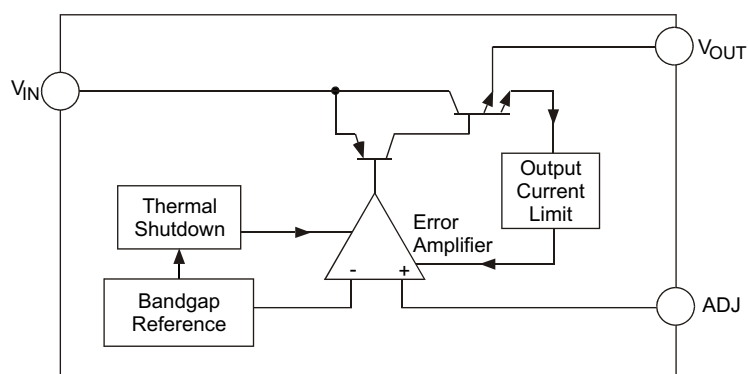 VOUT
VIN
Output
Current
Limit
Thermal
Shutdown
Error
Amplifier
- +
Bandgap
Reference
ADJ